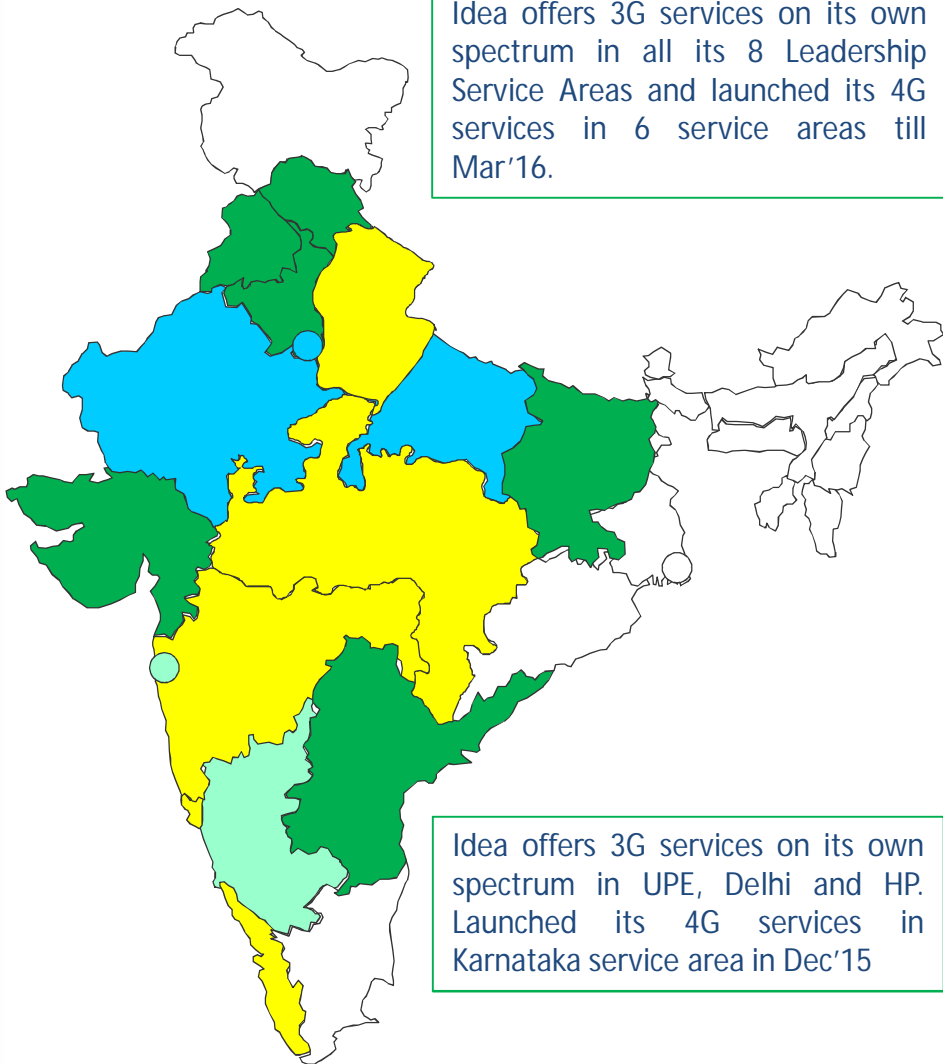 Idea offers 3G services on its own
spectrum in all its 8 Leadership
Service Areas and launched its 4G
services in 6 service areas till
Mar'16.
Idea offers 3G services on its own
spectrum in UPE, Delhi and HP.
Launched its 4G services in
Karnataka service area in Dec'15